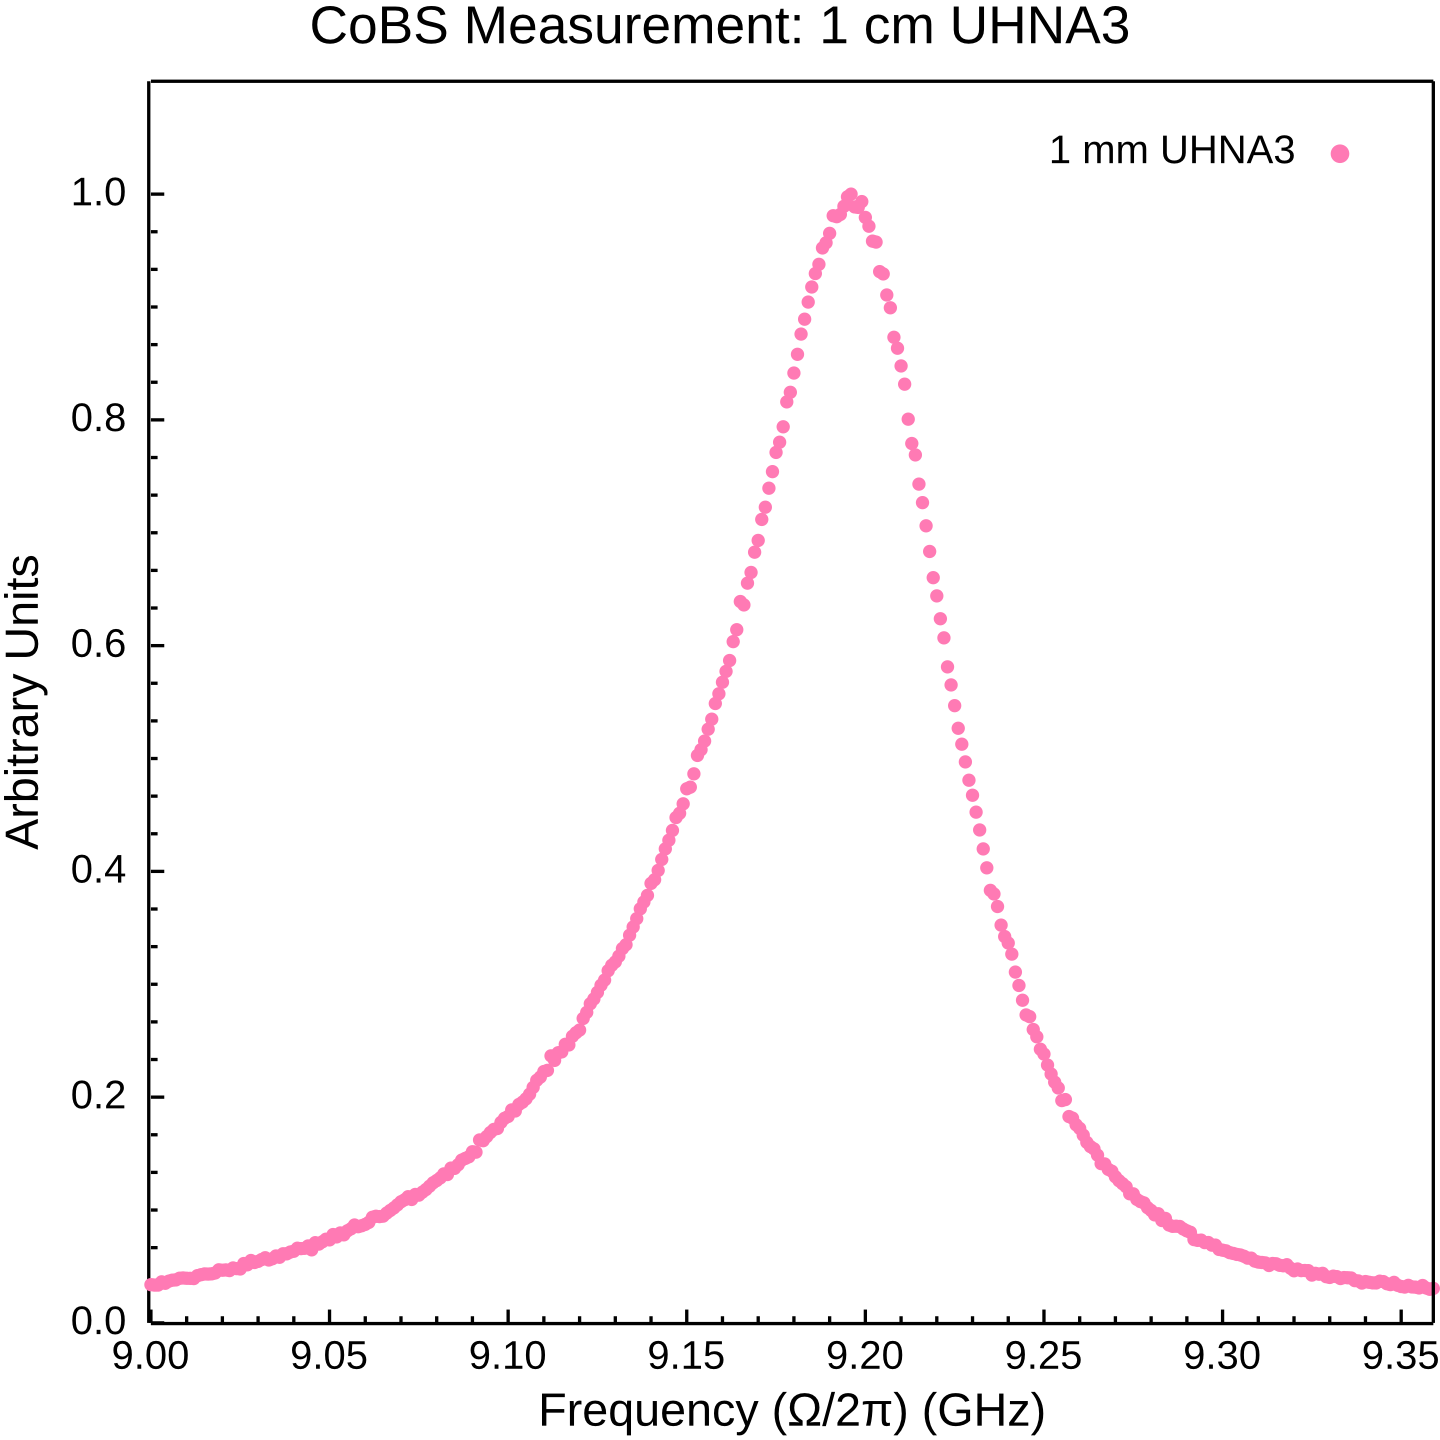 CoBS Measurement: 1 cm UHNA3
1 mm UHNA3
1.0
0.8
0.6
0.4
0.2
0.0
Arbitrary Units
9.00 9.05 9.10 9.15 9.20 9.25 9.30 9.35
Frequency (Ω/2π) (GHz)